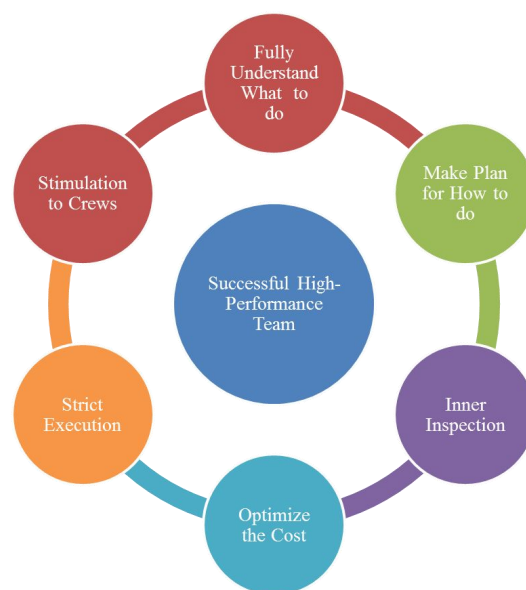 Fully
Understand
What to
do
Make Plan
for How to
do
Inner
Inspection
Optimize
the Cost
Strict
Execution
Stimulation
to Crews
Successful High-
Performance
Team